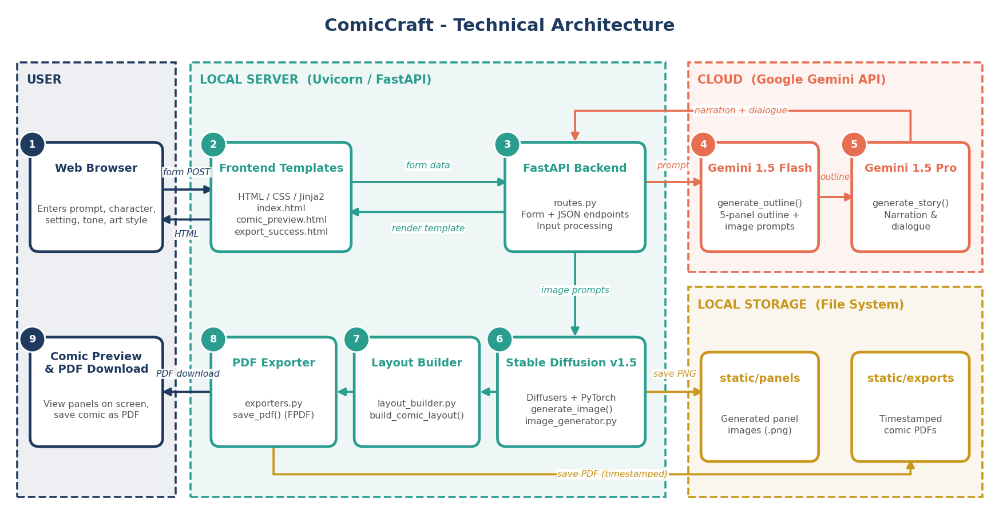 ComicCraft - Technical Architecture
USER
LOCAL SERVER  (Uvicorn / FastAPI)
CLOUD  (Google Gemini API)
narration + dialogue
1
Web Browser
Enters prompt, character,
setting, tone, art style
form POST
HTML
2
Frontend Templates
HTML / CSS / Jinja2
index.html
comic_preview.html
export_success.html
form data
render template
3
FastAPI Backend
routes.py
Form + JSON endpoints
Input processing
prompt
4
Gemini 1.5 Flash
generate_outline()
5-panel outline +
image prompts
outline
5
Gemini 1.5 Pro
generate_story()
Narration &
dialogue
image prompts
LOCAL STORAGE  (File System)
9
Comic Preview
& PDF Download
View panels on screen,
save comic as PDF
PDF download
8
PDF Exporter
exporters.py
save_pdf() (FPDF)
7
Layout Builder
layout_builder.py
build_comic_layout()
6
Stable Diffusion v1.5
Diffusers + PyTorch
generate_image()
image_generator.py
save PNG
static/panels
Generated panel
images (.png)
static/exports
Timestamped
comic PDFs
save PDF (timestamped)